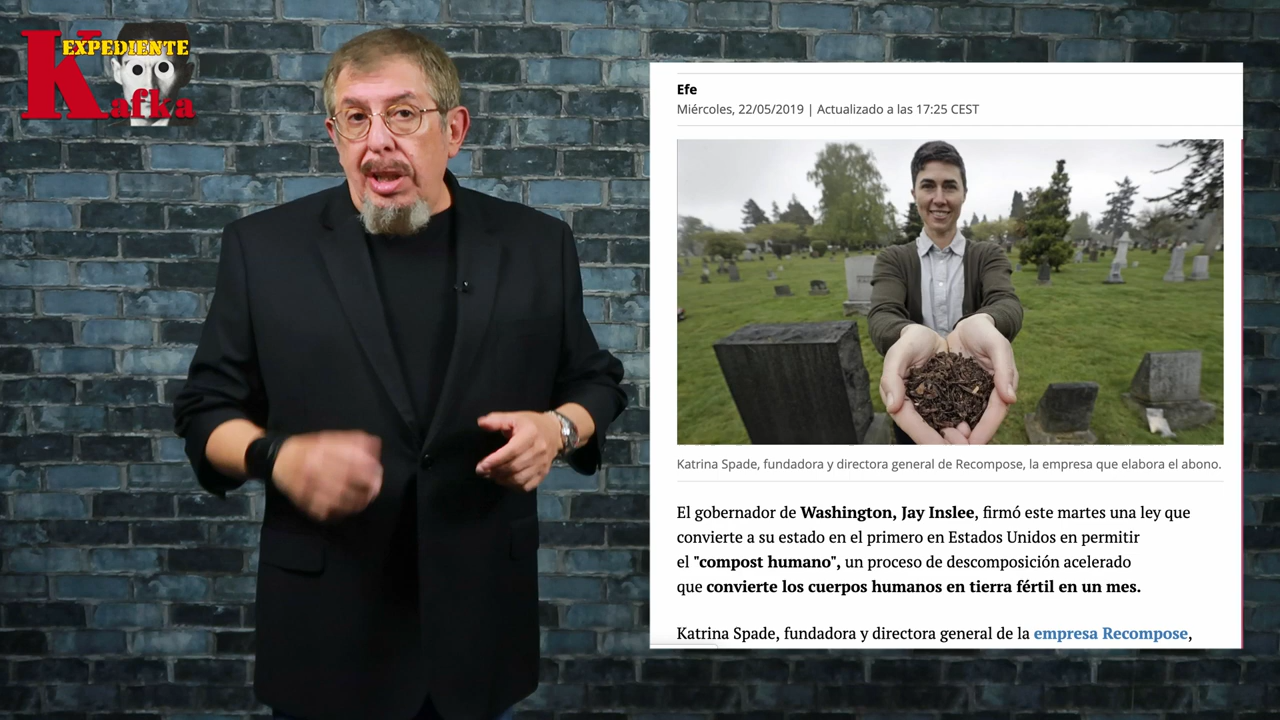 EXPEDIENTE
Kafka
Efe
Miércoles, 22/05/2019 | Actualizado a las 17:25 CEST
Katrina Spade, fundadora y directora general de Recompose, la empresa que elabora el abono.
El gobernador de Washington, Jay Inslee, firmó este martes una ley que
convierte a su estado en el primero en Estados Unidos en permitir
el "compost humano", un proceso de descomposición acelerado
que convierte los cuerpos humanos en tierra fértil en un mes.
Katrina Spade, fundadora y directora general de la empresa Recompose,